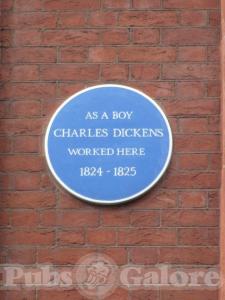 AS A BOY
CHARLES DICKENS
WORKED HERE
1824 - 1825
Pubs Galore